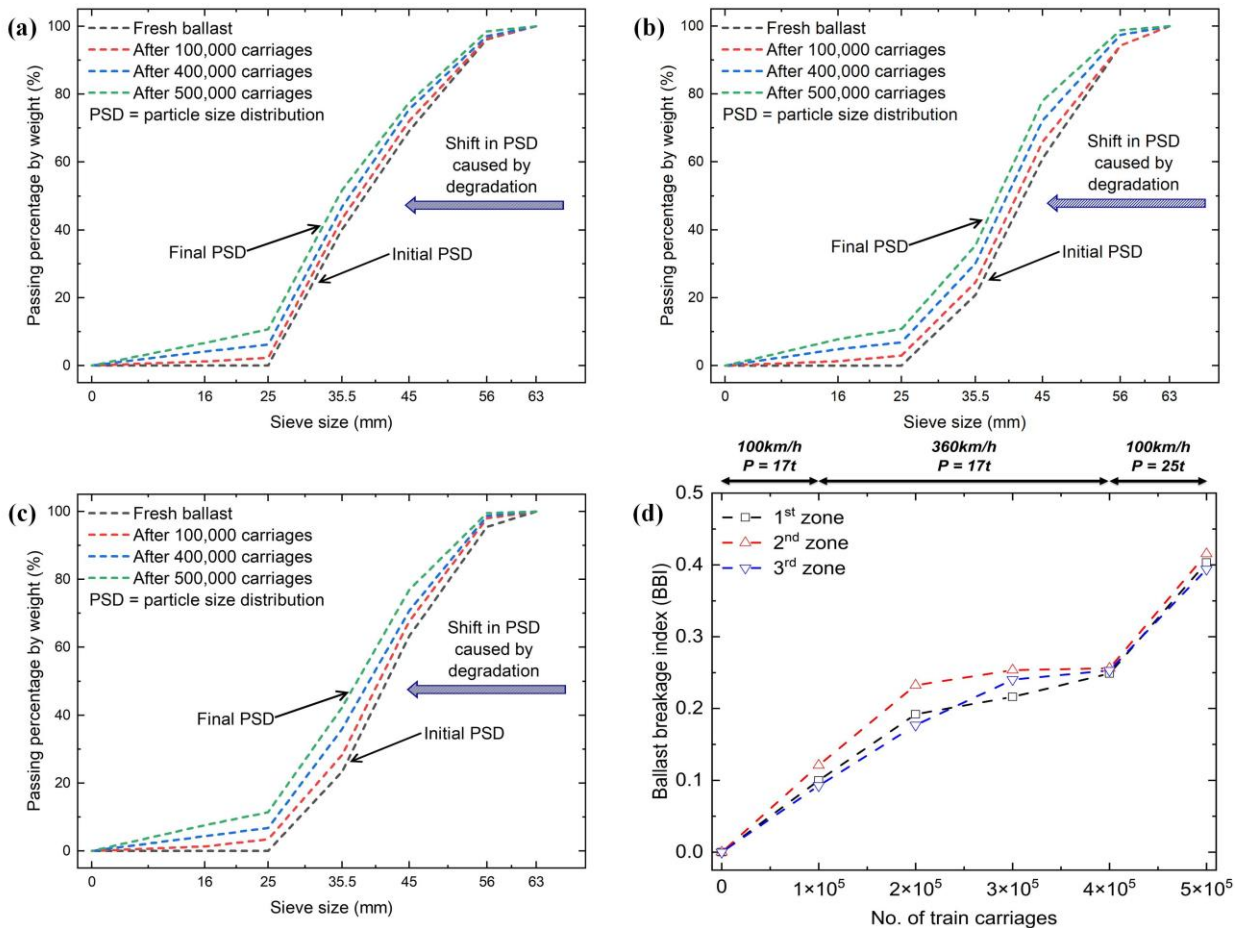 (a)
Fresh ballast
After 100,000 carriages
After 400,000 carriages
After 500,000 carriages
PSD = particle size distribution
Shift in PSD
caused by
degradation
Final PSD
Initial PSD
Passing percentage by weight (%)
100
80
60
40
20
0
0 16 25 35.5 45 56 63
Sieve size (mm)
(b)
Fresh ballast
After 100,000 carriages
After 400,000 carriages
After 500,000 carriages
PSD = particle size distribution
Shift in PSD
caused by
degradation
Final PSD
Initial PSD
Passing percentage by weight (%)
100
80
60
40
20
0
0 16 25 35.5 45 56 63
Sieve size (mm)
(c)
Fresh ballast
After 100,000 carriages
After 400,000 carriages
After 500,000 carriages
PSD = particle size distribution
Shift in PSD
caused by
degradation
Final PSD
Initial PSD
Passing percentage by weight (%)
100
80
60
40
20
0
0 16 25 35.5 45 56 63
Sieve size (mm)
100km/h 360km/h 100km/h
P = 17t P = 17t P = 25t
(d)
1st zone
2nd zone
3rd zone
Ballast breakage index (BBI)
0.5
0.4
0.3
0.2
0.1
0.0
0 1×10⁵ 2×10⁵ 3×10⁵ 4×10⁵ 5×10⁵
No. of train carriages